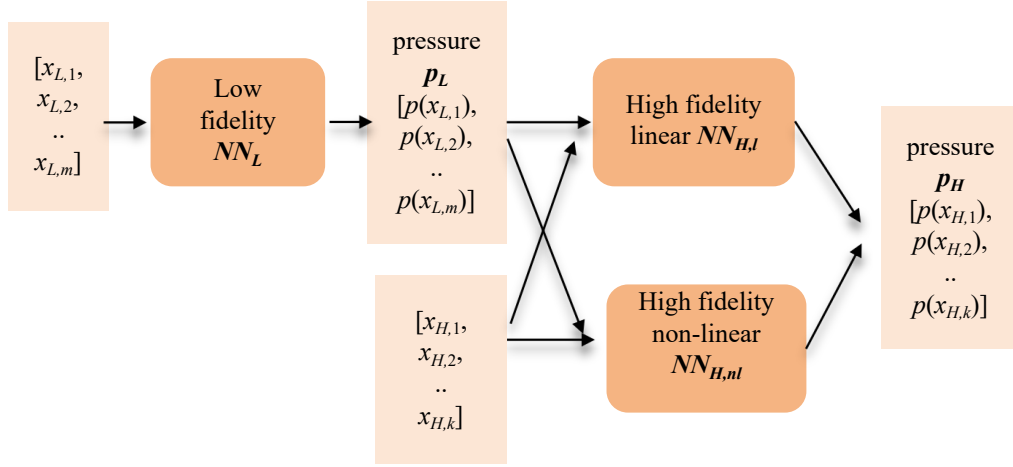 [x_{L,1},
x_{L,2},
..
x_{L,m}]
Low
fidelity
NN_L
pressure
p_L
[p(x_{L,1}),
p(x_{L,2}),
..
p(x_{L,m})]
High fidelity
linear NN_{H,l}
[x_{H,1},
x_{H,2},
..
x_{H,k}]
High fidelity
non-linear
NN_{H,nl}
pressure
p_H
[p(x_{H,1}),
p(x_{H,2}),
..
p(x_{H,k})]